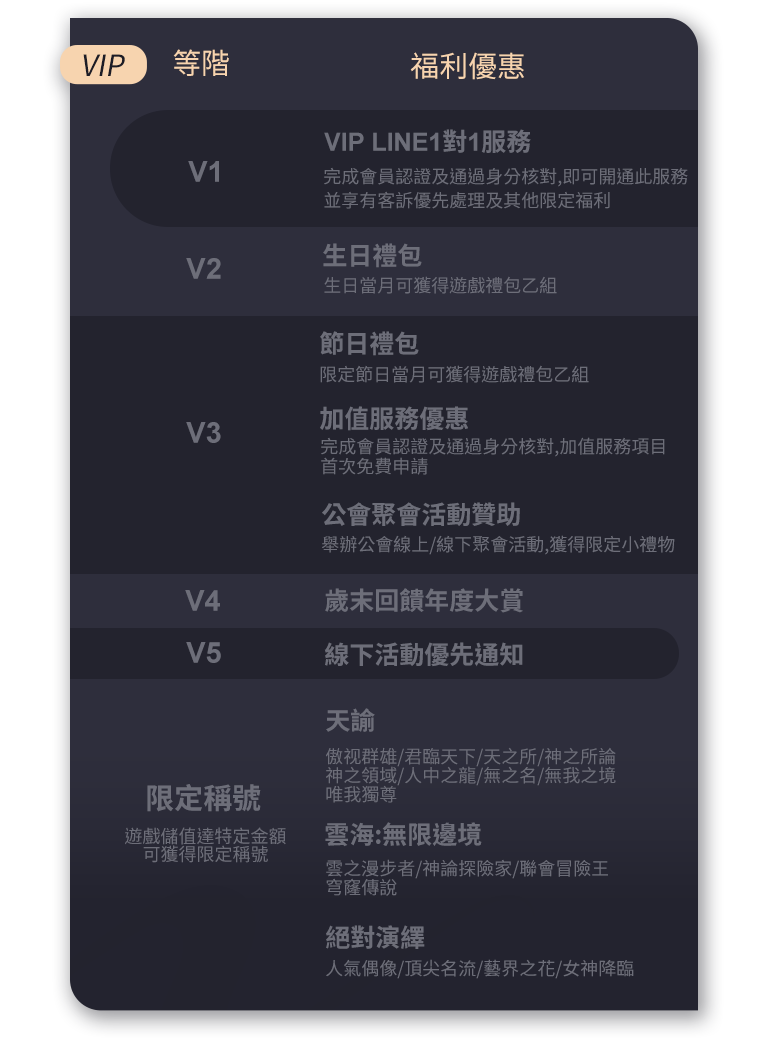 VIP 等階 福利優惠
V1
VIP LINE1對1服務
完成會員認證及通過身分核對,即可開通此服務
並享有客訴優先處理及其他限定福利
V2
生日禮包
生日當月可獲得遊戲禮包乙組
V3
節日禮包
限定節日當月可獲得遊戲禮包乙組
加值服務優惠
完成會員認證及通過身分核對,加值服務項目
首次免費申請
公會聚會活動贊助
舉辦公會線上/線下聚會活動,獲得限定小禮物
V4 歲末回饋年度大賞
V5 線下活動優先通知
限定稱號
遊戲儲值達特定金額
可獲得限定稱號
天諭
傲视群雄/君臨天下/天之所/神之所論
神之領域/人中之龍/無之名/無我之境
唯我獨尊
雲海:無限邊境
雲之漫步者/神論探險家/聯會冒險王
穹窿傳說
絕對演繹
人氣偶像/頂尖名流/藝界之花/女神降臨